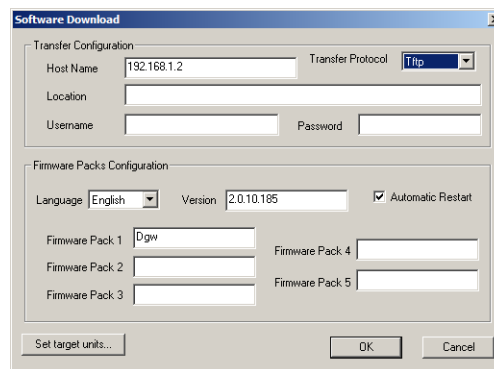 Software Download
Transfer Configuration
Host Name 192.168.1.2 Transfer Protocol Tftp
Location
Username Password
Firmware Packs Configuration
Language English Version 2.0.10.185 Automatic Restart
Firmware Pack 1 Dgw
Firmware Pack 4
Firmware Pack 2
Firmware Pack 5
Firmware Pack 3
Set target units... OK Cancel